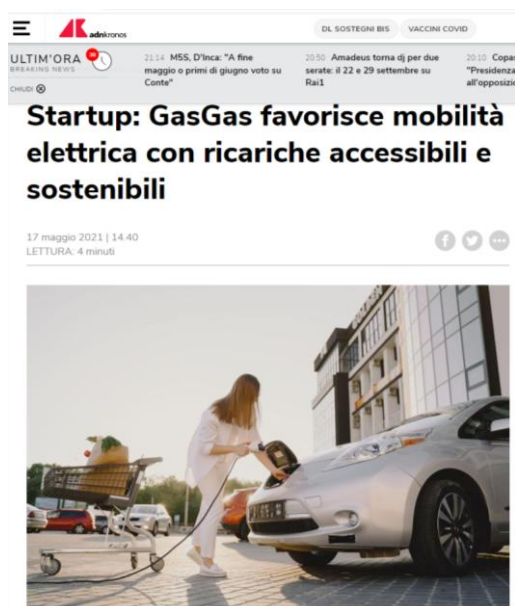 adnkronos
DL SOSTEGNI BIS VACCINI COVID
ULTIM'ORA 30
BREAKING NEWS
CHIUDI
21:14 M5S, D'Inca: "A fine
maggio o primi di giugno voto su
Conte"
20:50 Amadeus torna dj per due
serate: il 22 e 29 settembre su
Rai1
20:10 Copas
"Presidenza
all'opposizio
Startup: GasGas favorisce mobilità
elettrica con ricariche accessibili e
sostenibili
17 maggio 2021 | 14.40
LETTURA: 4 minuti